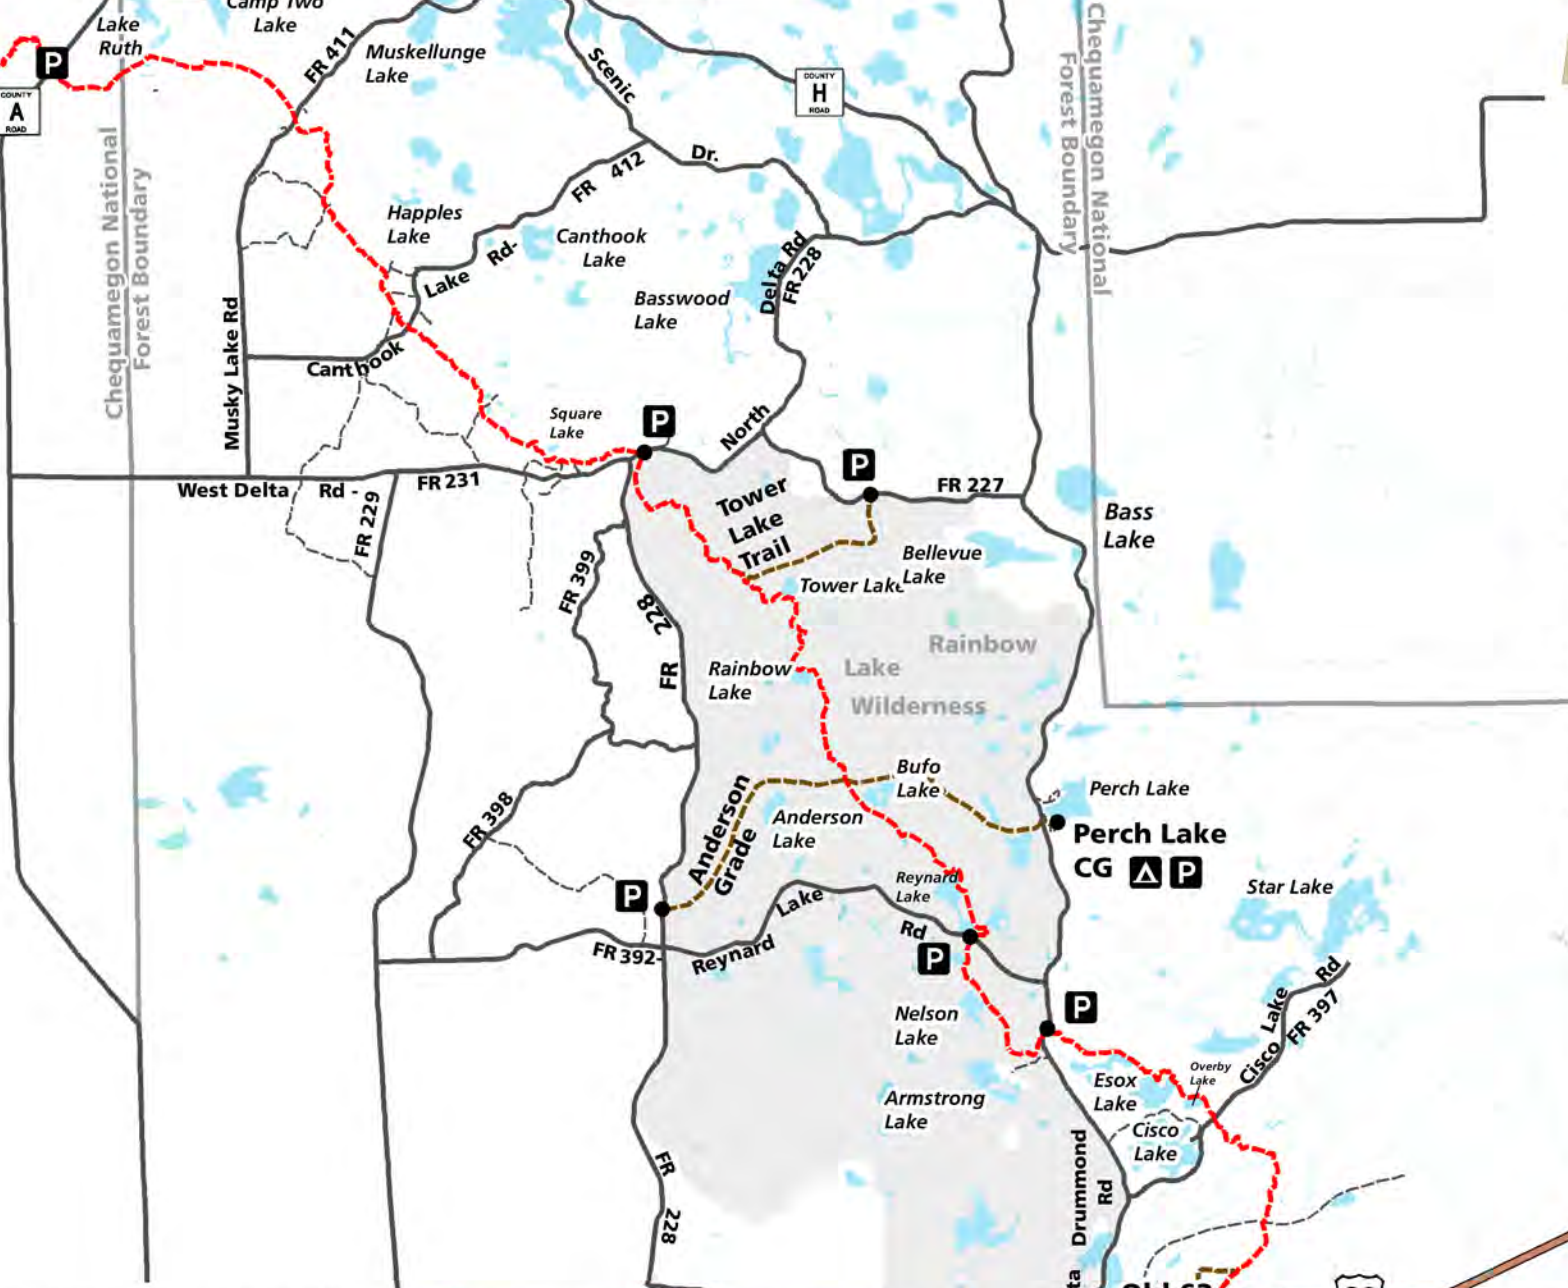 Camp Two
Lake
Lake
Ruth
P
COUNTY
A
ROAD
FR 411
Muskellunge
Lake
Scenic
Dr.
COUNTY
H
ROAD
Chequamegon National
Forest Boundary
Chequamegon National
Forest Boundary
FR 412
Happles
Lake
Canthook
Lake
Lake Rd-
Canthook
Basswood
Lake
Delta Rd
FR 228
Musky Lake Rd
Square
Lake
P
North
P
FR 227
West Delta Rd -
FR 231
FR 229
Tower
Lake
Trail
Bellevue
Lake
Tower Lake
Bass
Lake
FR 399
228
FR
Rainbow
Lake
Wilderness
Rainbow
Lake
Bufo
Lake
Perch Lake
Perch Lake
CG P
Anderson
Lake
Anderson
Grade
FR 398
P
Reynard
Lake
Star Lake
FR 392-
Reynard
Lake
Rd
P
Nelson
Lake
P
Cisco Lake Rd
FR 397
Overby
Lake
Esox
Lake
Armstrong
Lake
Cisco
Lake
Drummond
Rd
FR
228
ta
Old 63